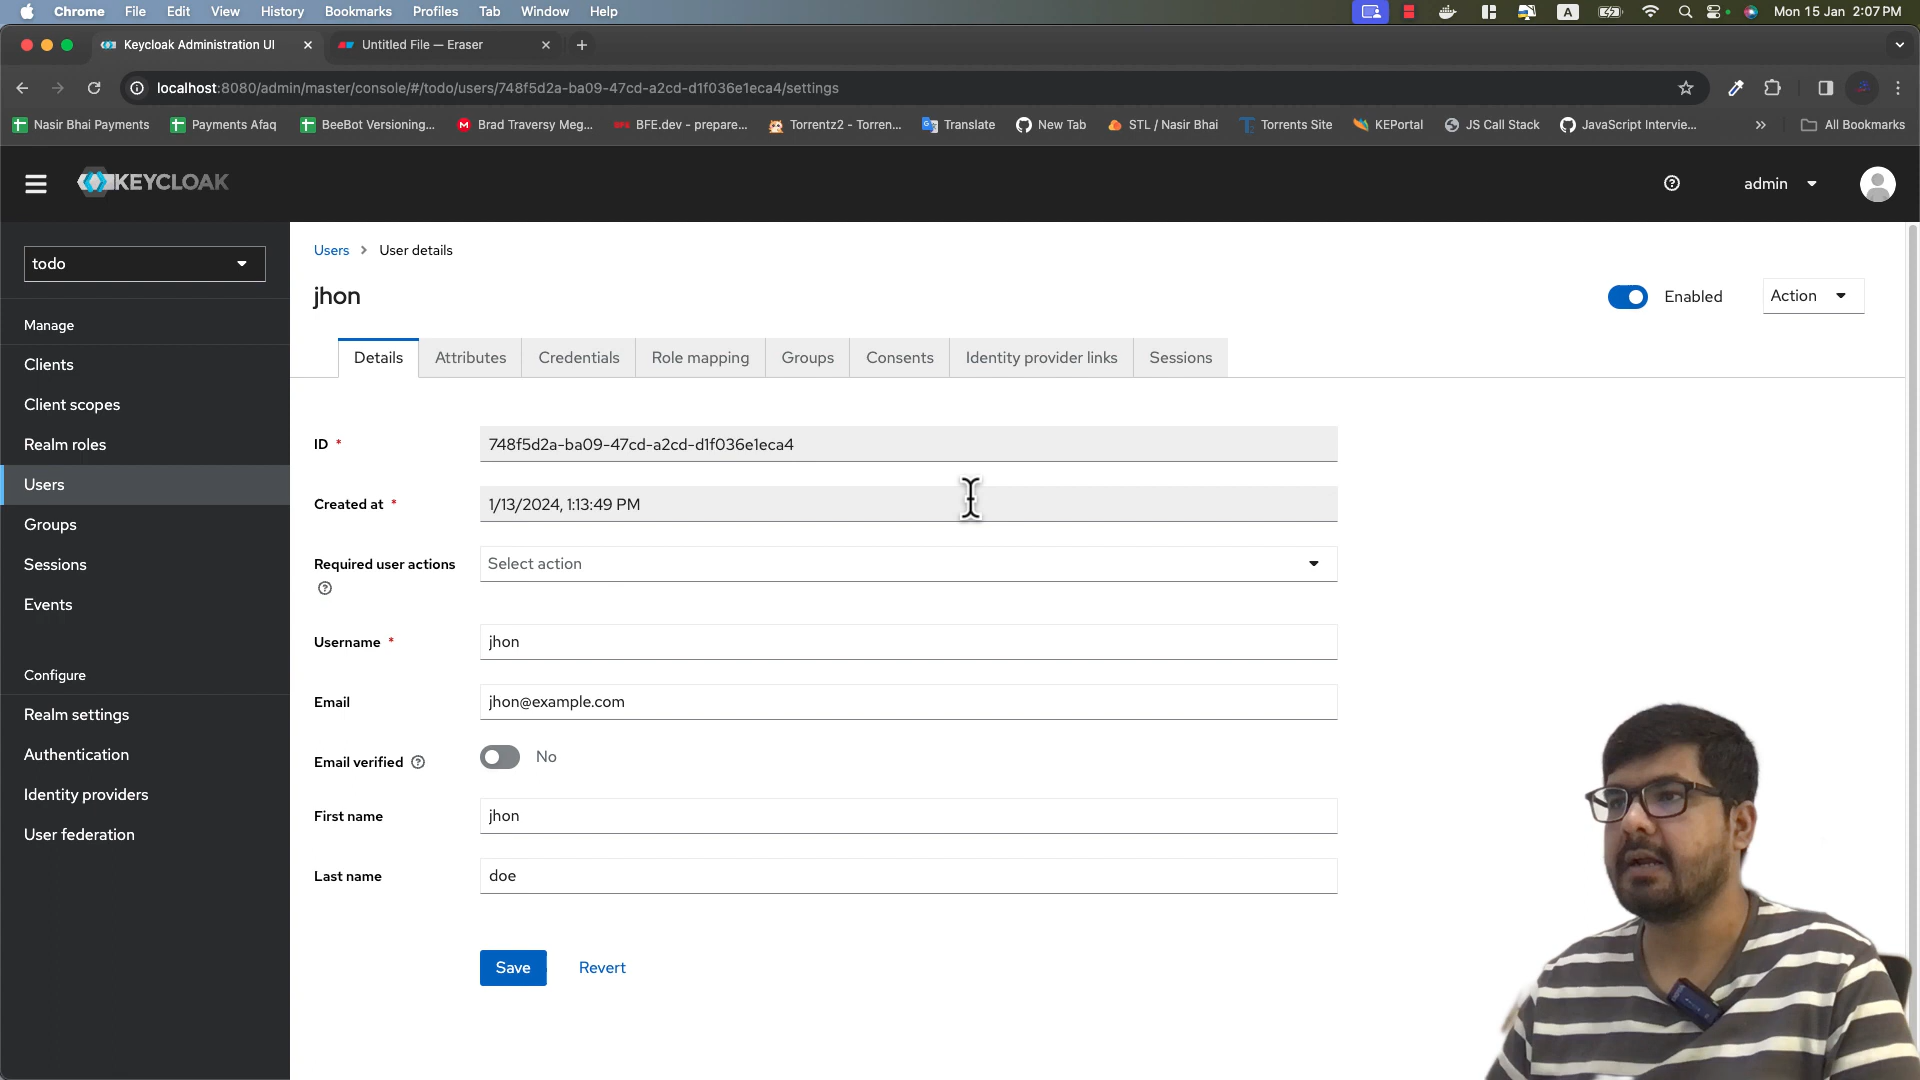 Chrome File Edit View History Bookmarks Profiles Tab Window Help A Mon 15 Jan 2:07 PM
Keycloak Administration UI Untitled File — Eraser
localhost:8080/admin/master/console/#/todo/users/748f5d2a-ba09-47cd-a2cd-d1f036e1eca4/settings
Nasir Bhai Payments Payments Afaq BeeBot Versioning... Brad Traversy Meg... BFE.dev - prepare... Torrentz2 - Torren... Translate New Tab STL / Nasir Bhai Torrents Site KEPortal JS Call Stack JavaScript Intervie... » All Bookmarks
KEYCLOAK admin
todo
Manage
Clients
Client scopes
Realm roles
Users
Groups
Sessions
Events
Configure
Realm settings
Authentication
Identity providers
User federation
Users > User details
jhon
Enabled Action
Details Attributes Credentials Role mapping Groups Consents Identity provider links Sessions
ID * 748f5d2a-ba09-47cd-a2cd-d1f036e1eca4
Created at * 1/13/2024, 1:13:49 PM
Required user actions Select action
Username * jhon
Email jhon@example.com
Email verified No
First name jhon
Last name doe
Save Revert